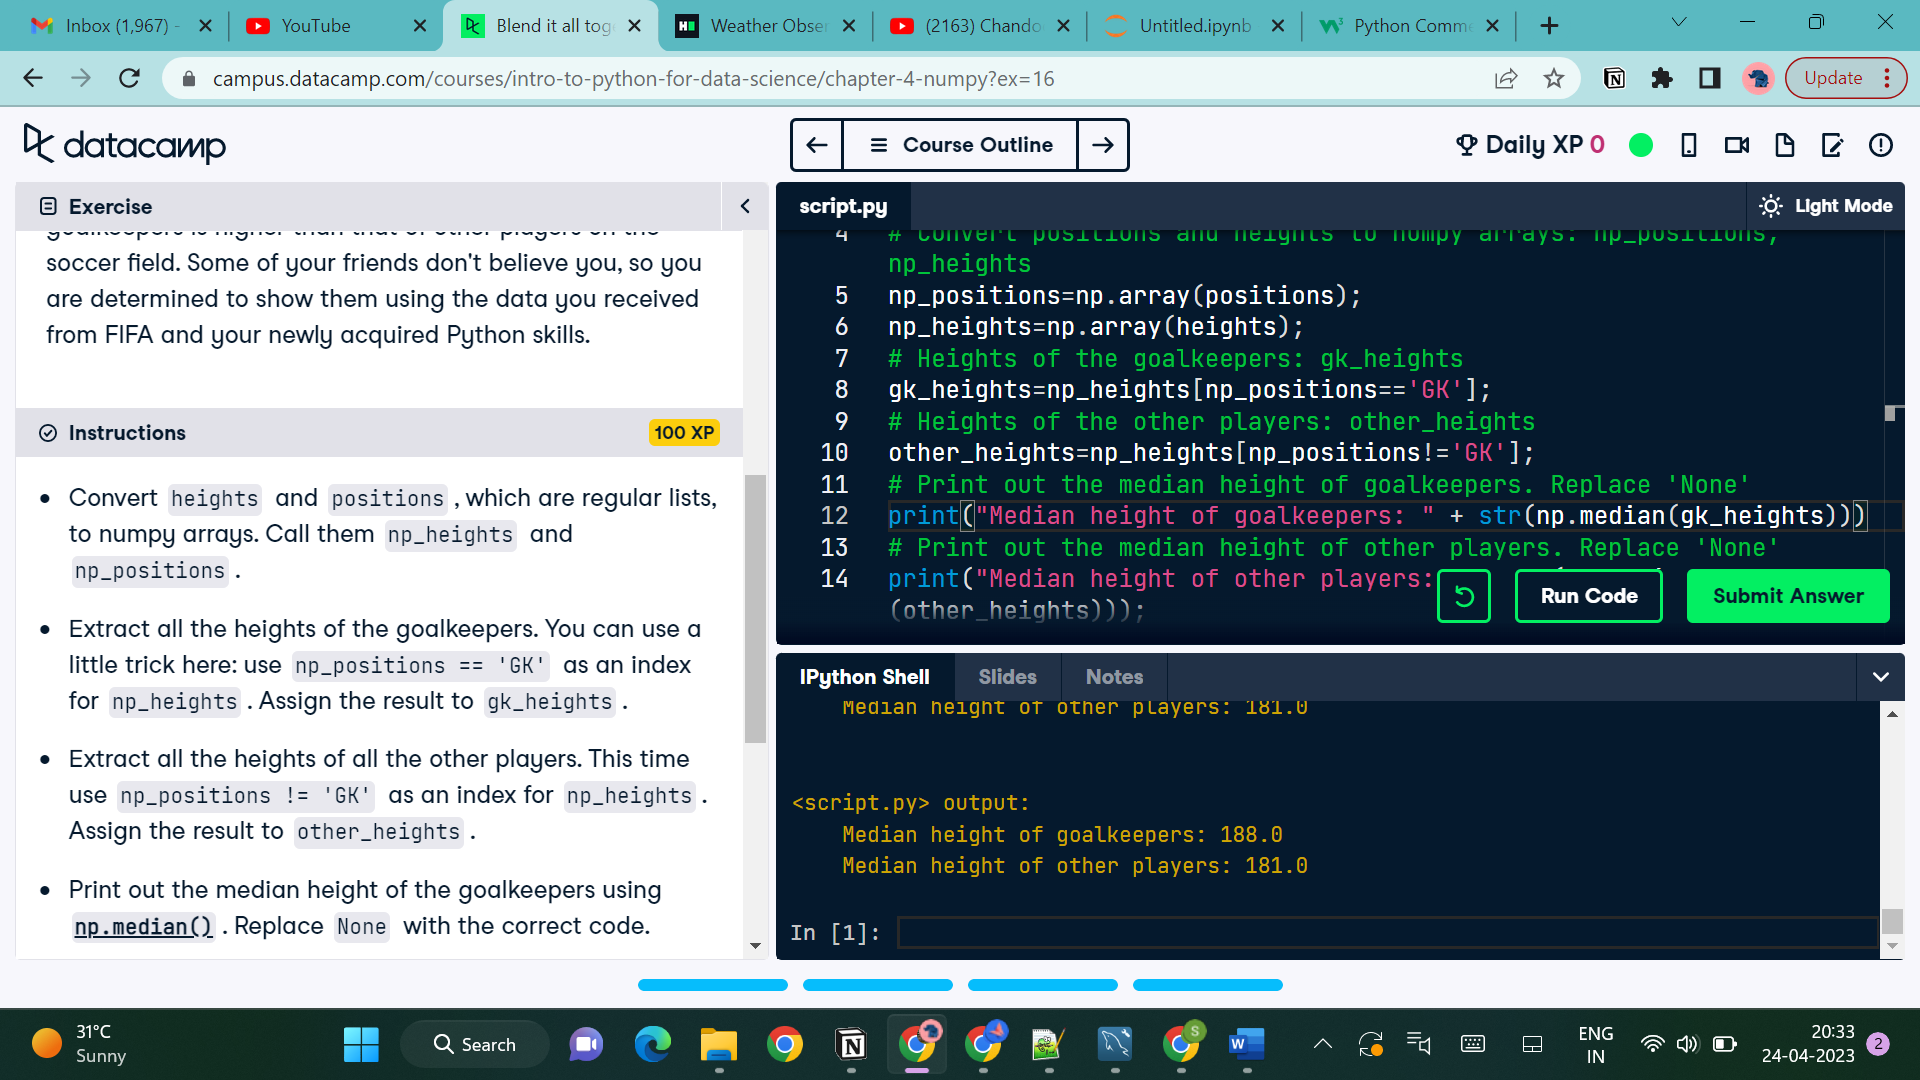 Inbox (1,967) -
YouTube
Blend it all tog
Weather Obser
(2163) Chando
Untitled.ipynb
Python Comme
campus.datacamp.com/courses/intro-to-python-for-data-science/chapter-4-numpy?ex=16
Update
datacamp
Course Outline
Daily XP 0
Exercise
goalkeepers is higher than that of other players on the
soccer field. Some of your friends don't believe you, so you
are determined to show them using the data you received
from FIFA and your newly acquired Python skills.
Instructions
100 XP
Convert heights and positions , which are regular lists,
to numpy arrays. Call them np_heights and
np_positions .
Extract all the heights of the goalkeepers. You can use a
little trick here: use np_positions == 'GK' as an index
for np_heights . Assign the result to gk_heights .
Extract all the heights of all the other players. This time
use np_positions != 'GK' as an index for np_heights .
Assign the result to other_heights .
Print out the median height of the goalkeepers using
np.median() . Replace None with the correct code.
script.py
Light Mode
4 # Convert positions and heights to numpy arrays: np_positions,
np_heights
5 np_positions=np.array(positions);
6 np_heights=np.array(heights);
7 # Heights of the goalkeepers: gk_heights
8 gk_heights=np_heights[np_positions=='GK'];
9 # Heights of the other players: other_heights
10 other_heights=np_heights[np_positions!='GK'];
11 # Print out the median height of goalkeepers. Replace 'None'
12 print("Median height of goalkeepers: " + str(np.median(gk_heights)))
13 # Print out the median height of other players. Replace 'None'
14 print("Median height of other players:
(other_heights)));
Run Code
Submit Answer
IPython Shell
Slides
Notes
Median height of other players: 181.0
<script.py> output:
Median height of goalkeepers: 188.0
Median height of other players: 181.0
In [1]:
31°C
Sunny
Search
S
W
ENG
IN
20:33
24-04-2023
2